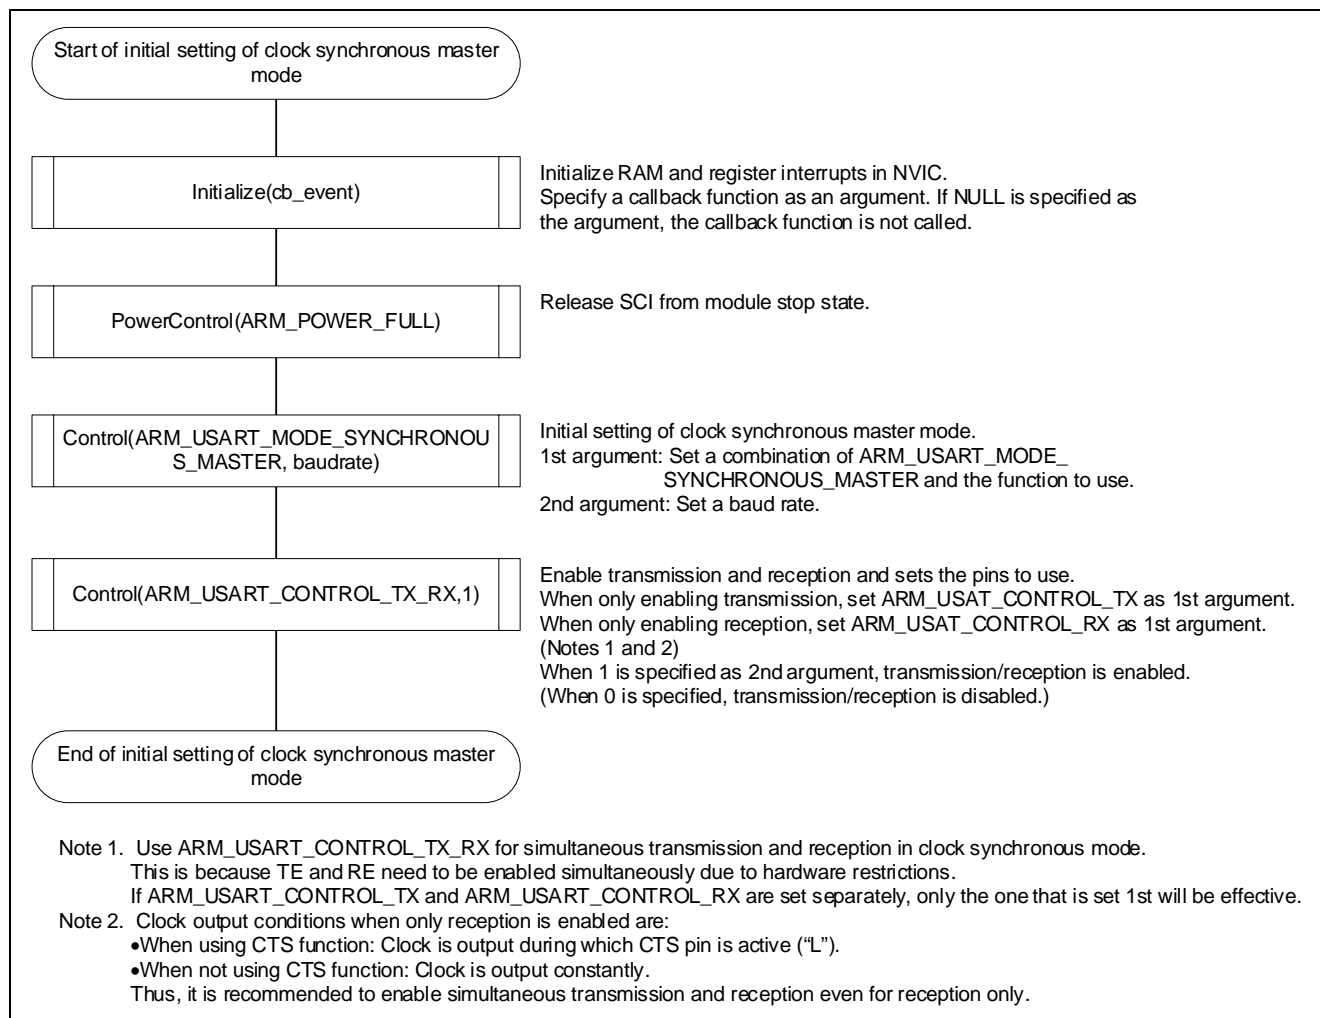 Start of initial setting of clock synchronous master
mode
Initialize(cb_event)
Initialize RAM and register interrupts in NVIC.
Specify a callback function as an argument. If NULL is specified as
the argument, the callback function is not called.
PowerControl(ARM_POWER_FULL)
Release SCI from module stop state.
Control(ARM_USART_MODE_SYNCHRONOU
S_MASTER, baudrate)
Initial setting of clock synchronous master mode.
1st argument: Set a combination of ARM_USART_MODE_
SYNCHRONOUS_MASTER and the function to use.
2nd argument: Set a baud rate.
Control(ARM_USART_CONTROL_TX_RX,1)
Enable transmission and reception and sets the pins to use.
When only enabling transmission, set ARM_USAT_CONTROL_TX as 1st argument.
When only enabling reception, set ARM_USAT_CONTROL_RX as 1st argument.
(Notes 1 and 2)
When 1 is specified as 2nd argument, transmission/reception is enabled.
(When 0 is specified, transmission/reception is disabled.)
End of initial setting of clock synchronous master
mode
Note 1. Use ARM_USART_CONTROL_TX_RX for simultaneous transmission and reception in clock synchronous mode.
This is because TE and RE need to be enabled simultaneously due to hardware restrictions.
If ARM_USART_CONTROL_TX and ARM_USART_CONTROL_RX are set separately, only the one that is set 1st will be effective.
Note 2. Clock output conditions when only reception is enabled are:
•When using CTS function: Clock is output during which CTS pin is active (“L”).
•When not using CTS function: Clock is output constantly.
Thus, it is recommended to enable simultaneous transmission and reception even for reception only.